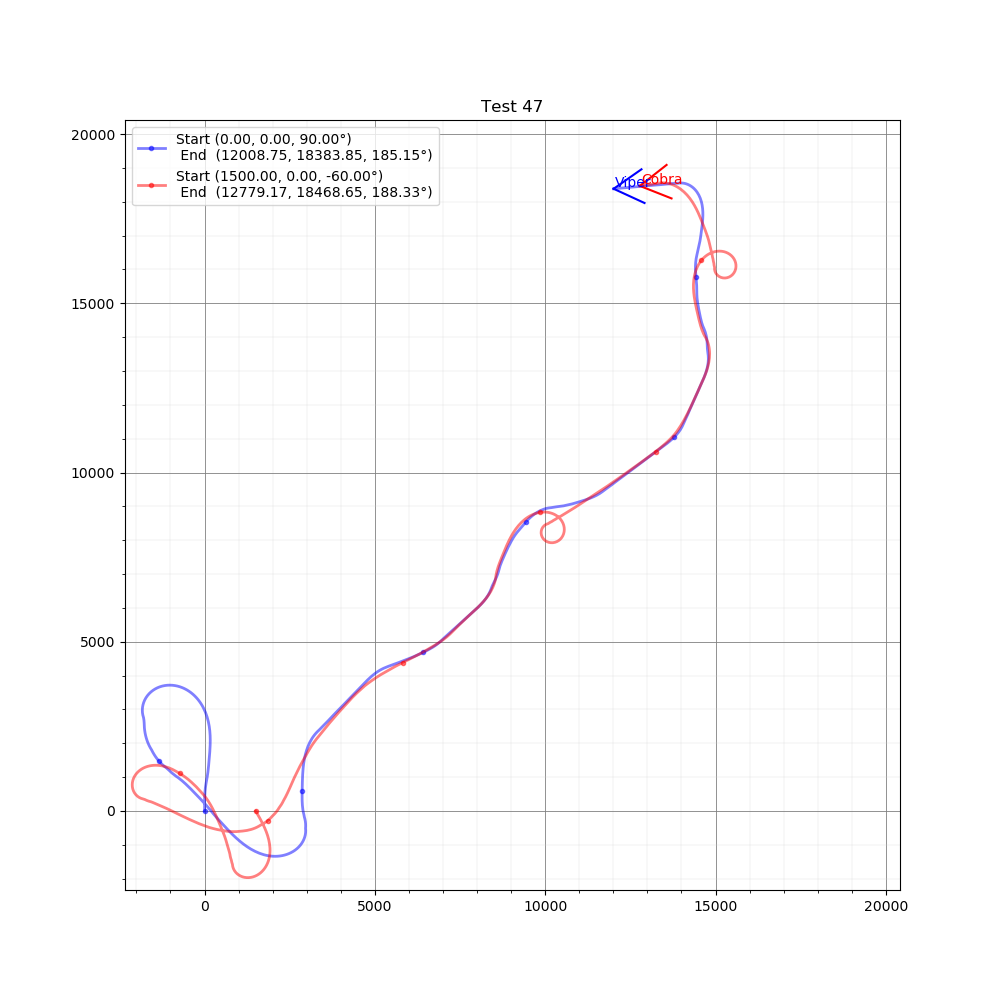 Test 47
20000
15000
10000
5000
0
Start (0.00, 0.00, 90.00°)
End (12008.75, 18383.85, 185.15°)
Start (1500.00, 0.00, -60.00°)
End (12779.17, 18468.65, 188.33°)
Viper
Cobra
0
5000
10000
15000
20000